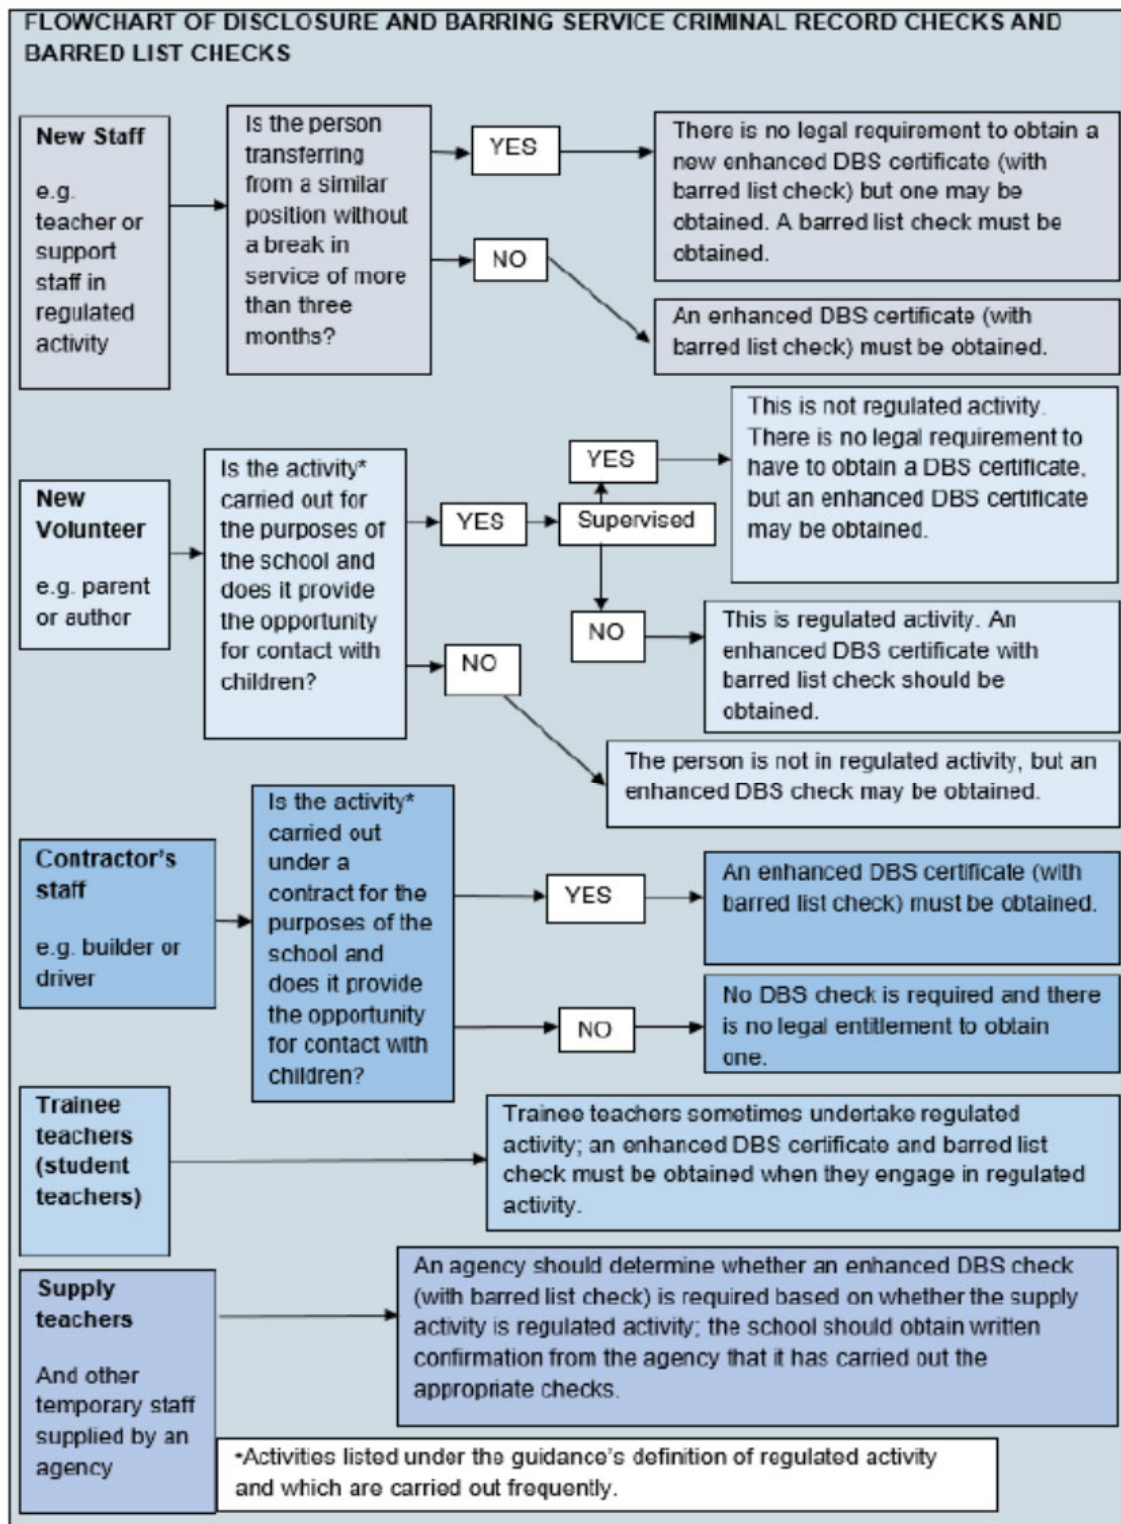 FLOWCHART OF DISCLOSURE AND BARRING SERVICE CRIMINAL RECORD CHECKS AND
BARRED LIST CHECKS
New Staff
e.g.
teacher or
support
staff in
regulated
activity
Is the person
transferring
from a similar
position without
a break in
service of more
than three
months?
YES
There is no legal requirement to obtain a
new enhanced DBS certificate (with
barred list check) but one may be
obtained. A barred list check must be
obtained.
NO
An enhanced DBS certificate (with
barred list check) must be obtained.
New
Volunteer
e.g. parent
or author
Is the activity*
carried out for
the purposes of
the school and
does it provide
the opportunity
for contact with
children?
YES
Supervised
YES
This is not regulated activity.
There is no legal requirement to
have to obtain a DBS certificate,
but an enhanced DBS certificate
may be obtained.
NO
This is regulated activity. An
enhanced DBS certificate with
barred list check should be
obtained.
NO
The person is not in regulated activity, but an
enhanced DBS check may be obtained.
Contractor's
staff
e.g. builder or
driver
Is the activity*
carried out
under a
contract for the
purposes of the
school and
does it provide
the opportunity
for contact with
children?
YES
An enhanced DBS certificate (with
barred list check) must be obtained.
NO
No DBS check is required and there
is no legal entitlement to obtain
one.
Trainee
teachers
(student
teachers)
Trainee teachers sometimes undertake regulated
activity; an enhanced DBS certificate and barred list
check must be obtained when they engage in regulated
activity.
Supply
teachers
And other
temporary staff
supplied by an
agency
An agency should determine whether an enhanced DBS check
(with barred list check) is required based on whether the supply
activity is regulated activity; the school should obtain written
confirmation from the agency that it has carried out the
appropriate checks.
*Activities listed under the guidance's definition of regulated activity
and which are carried out frequently.